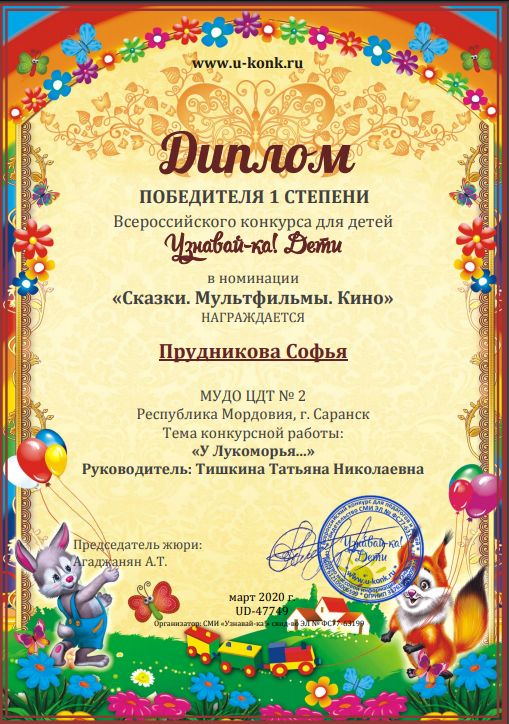 www.u-konk.ru
Диплом
ПОБЕДИТЕЛЯ 1 СТЕПЕНИ
Всероссийского конкурса для детей
Узнавай-ка! Дети
в номинации
«Сказки. Мультфильмы. Кино»
НАГРАЖДАЕТСЯ
Прудникова Софья
МУДО ЦДТ № 2
Республика Мордовия, г. Саранск
Тема конкурсной работы:
«У Лукоморья...»
Руководитель: Тишкина Татьяна Николаевна
Председатель жюри:
Агаджанян А.Т.
Узнавай-ка!
Дети
www.u-konk.ru
март 2020 г.
UD-47749
Организатор: СМИ «Узнавай-ка!» свид-во ЭЛ № ФС77-63199